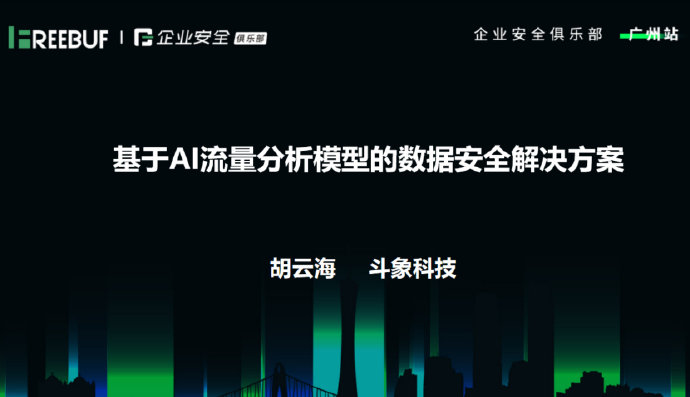 FREEBUF | 企业安全 俱乐部
企业安全俱乐部 广州站
基于AI流量分析模型的数据安全解决方案
胡云海 斗象科技